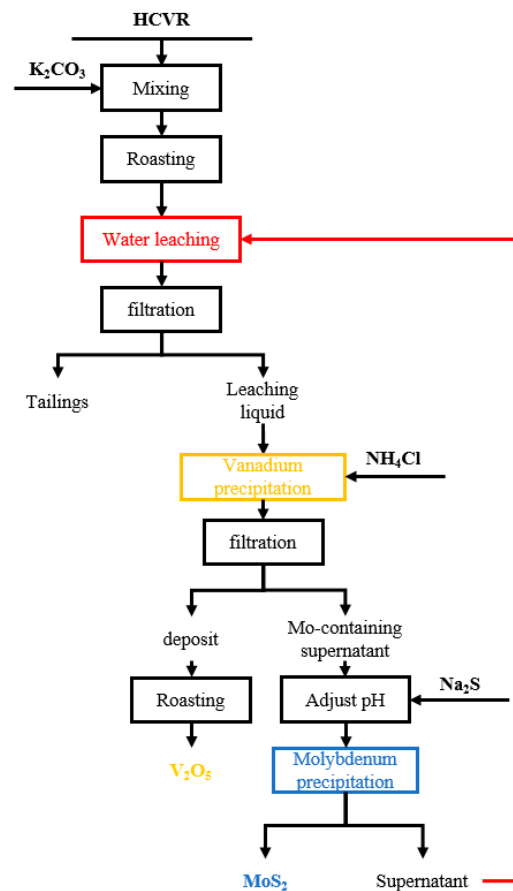 HCVR
K₂CO₃
Mixing
Roasting
Water leaching
filtration
Tailings
Leaching
liquid
NH₄Cl
Vanadium
precipitation
filtration
deposit
Mo-containing
supernatant
Na₂S
Roasting
Adjust pH
V₂O₅
Molybdenum
precipitation
MoS₂
Supernatant